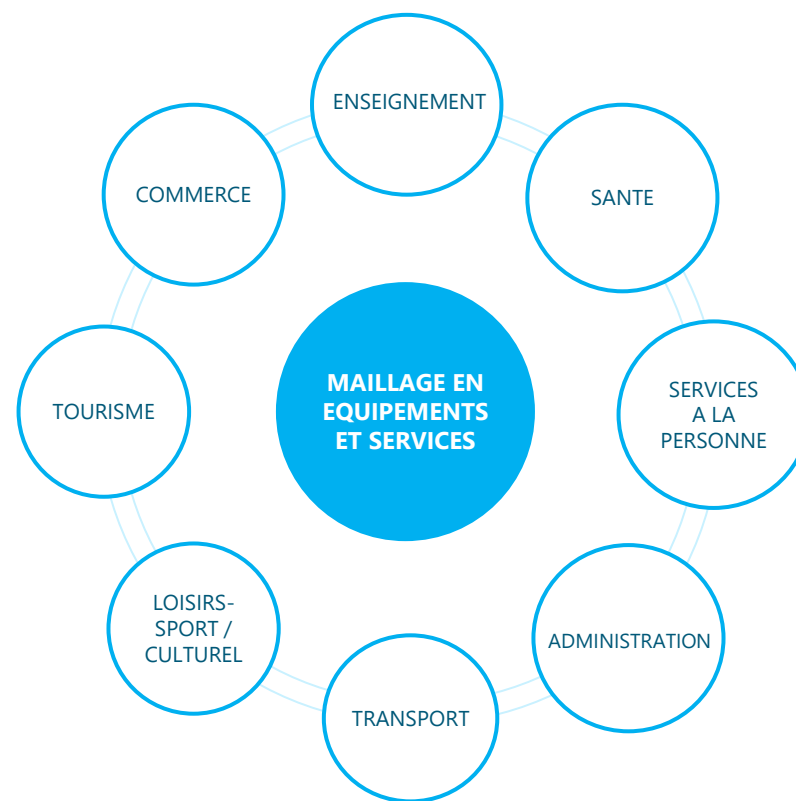 ENSEIGNEMENT
SANTE
SERVICES
A LA
PERSONNE
ADMINISTRATION
TRANSPORT
LOISIRS-
SPORT /
CULTUREL
TOURISME
COMMERCE
MAILLAGE EN
EQUIPEMENTS
ET SERVICES